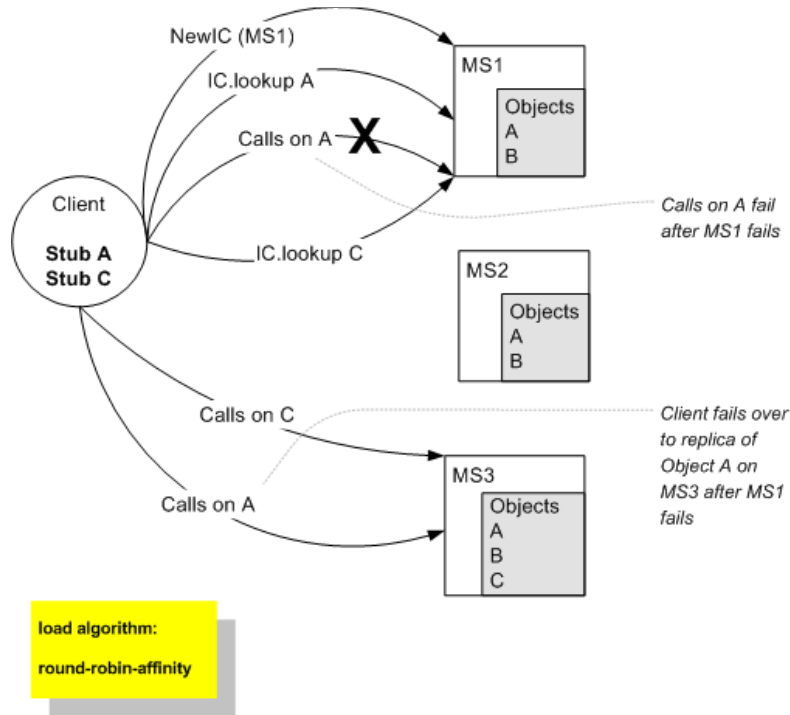 NewIC (MS1)
IC.lookup A
Calls on A
IC.lookup C
MS1
Objects
A
B
Client
Stub A
Stub C
Calls on A fail
after MS1 fails
MS2
Objects
A
B
Calls on C
Calls on A
Client fails over
to replica of
Object A on
MS3 after MS1
fails
MS3
Objects
A
B
C
load algorithm:
round-robin-affinity